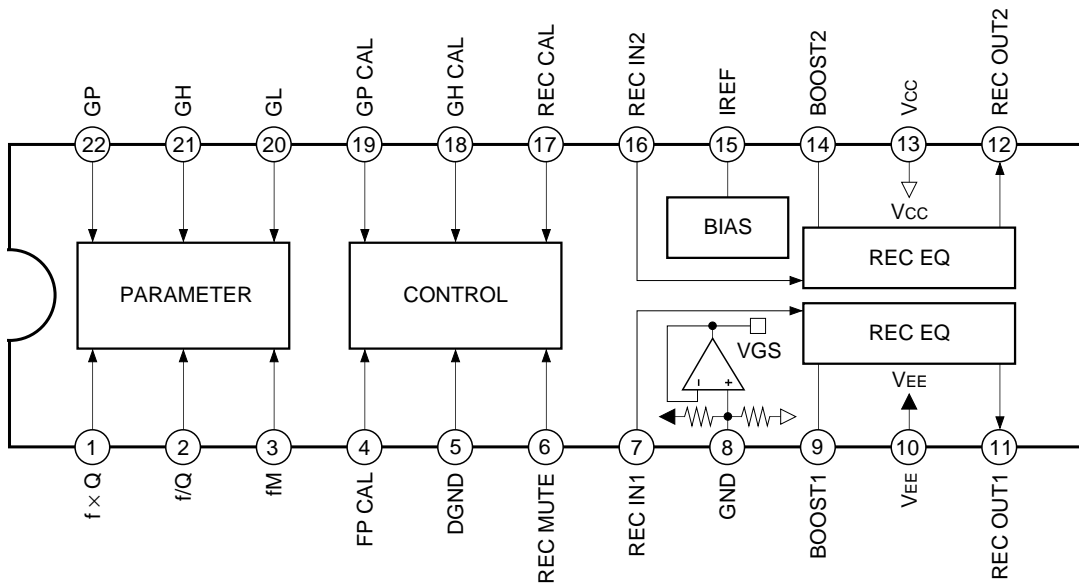 GP
GH
GL
GP CAL
GH CAL
REC CAL
REC IN2
IREF
BOOST2
VCC
REC OUT2
22
21
20
19
18
17
16
15
14
13
12
VCC
BIAS
REC EQ
PARAMETER
CONTROL
REC EQ
VGS
VEE
1
2
3
4
5
6
7
8
9
10
11
f × Q
f/Q
fM
FP CAL
DGND
REC MUTE
REC IN1
GND
BOOST1
VEE
REC OUT1